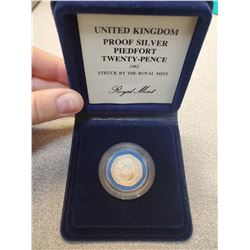 UNITED KINGDOM
PROOF SILVER
PIEDFORT
TWENTY-PENCE
1982
STRUCK BY THE ROYAL MINT
Royal Mint